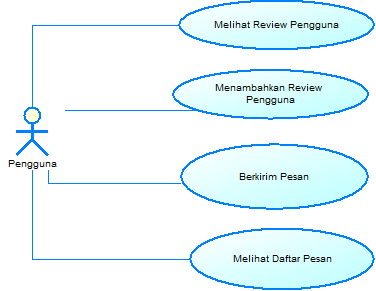 Melihat Review Pengguna
Menambahkan Review
Pengguna
Pengguna
Berkirim Pesan
Melihat Daftar Pesan